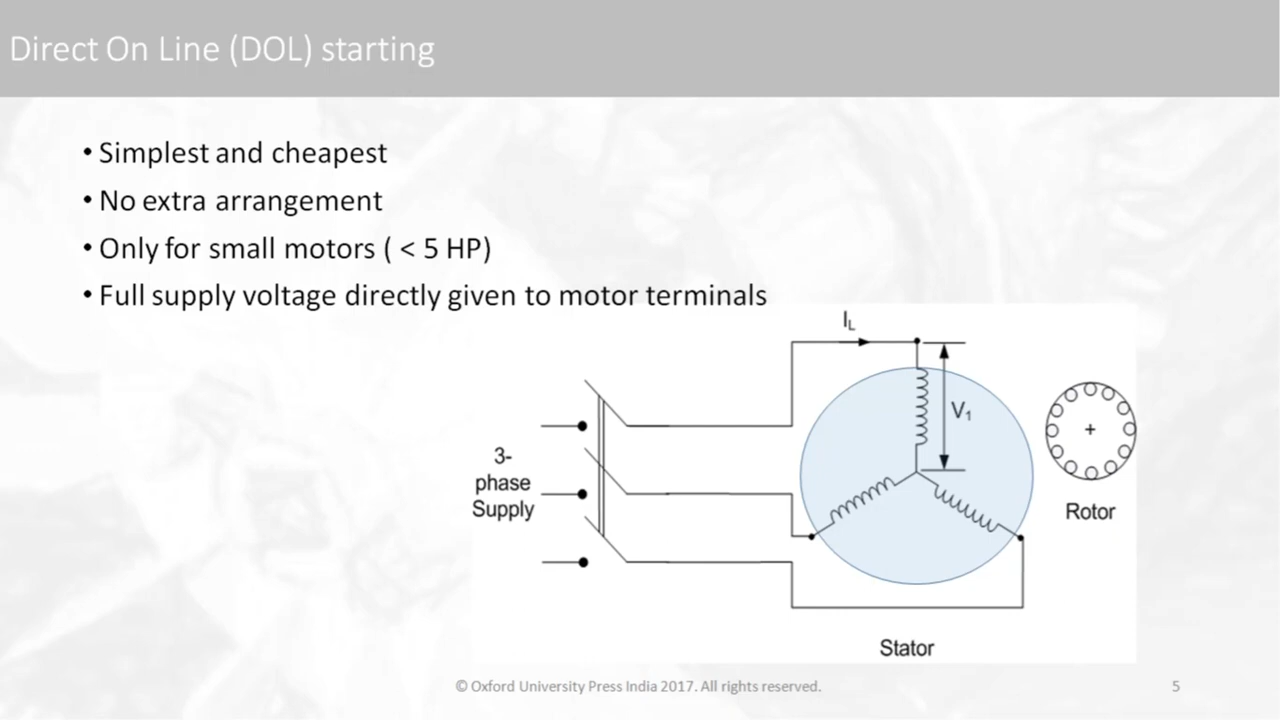 Direct On Line (DOL) starting
• Simplest and cheapest
• No extra arrangement
• Only for small motors ( < 5 HP)
• Full supply voltage directly given to motor terminals
I_L
V₁
3-
phase
Supply
+
Rotor
Stator
© Oxford University Press India 2017. All rights reserved.
5